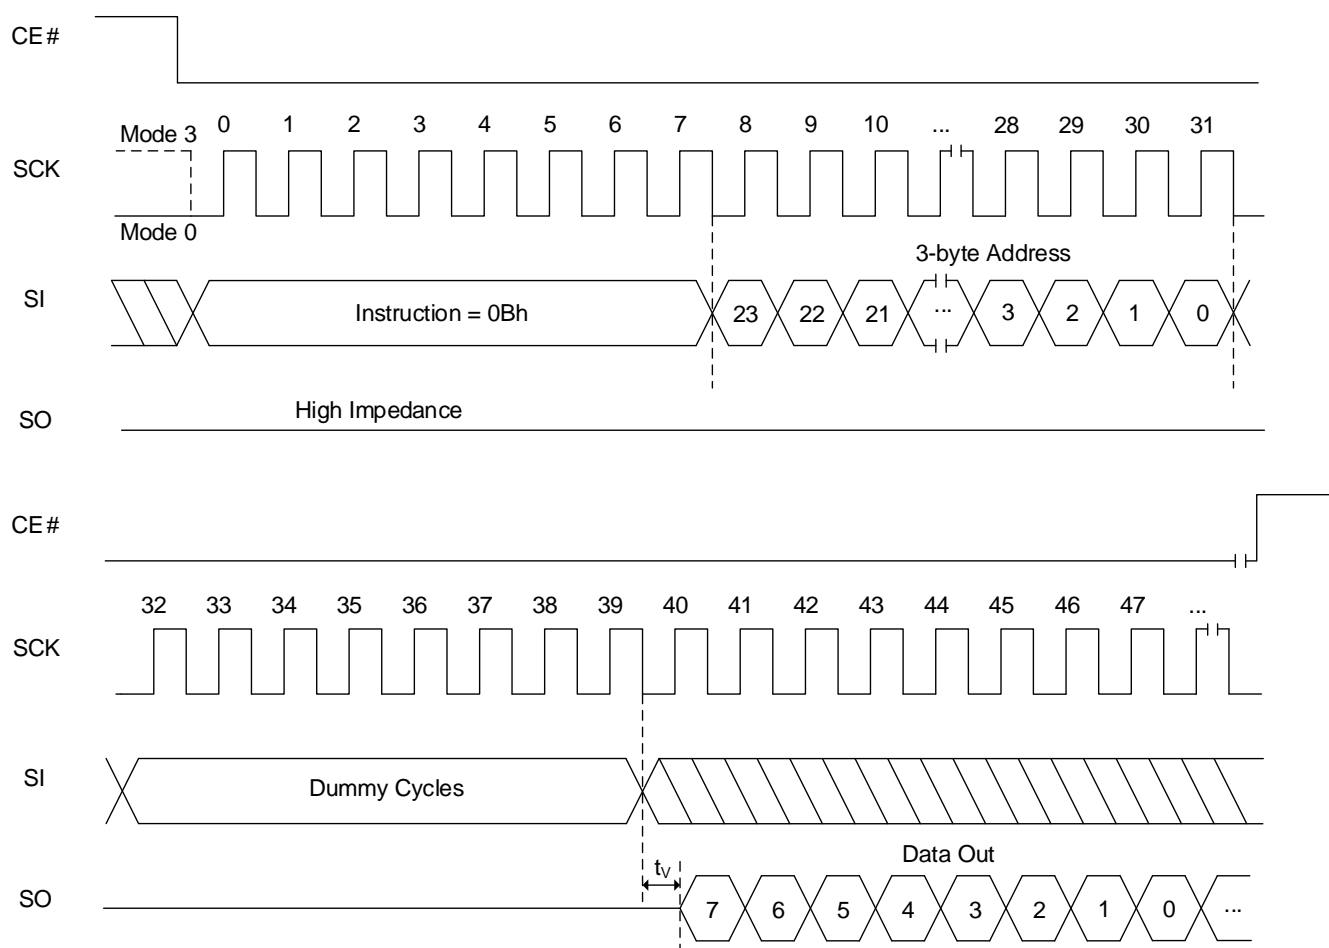 CE#
Mode 3 0 1 2 3 4 5 6 7 8 9 10 ... 28 29 30 31
SCK
Mode 0
3-byte Address
SI Instruction = 0Bh 23 22 21 ... 3 2 1 0
High Impedance
SO
CE#
32 33 34 35 36 37 38 39 40 41 42 43 44 45 46 47 ...
SCK
SI Dummy Cycles
Data Out
tV
SO 7 6 5 4 3 2 1 0 ...